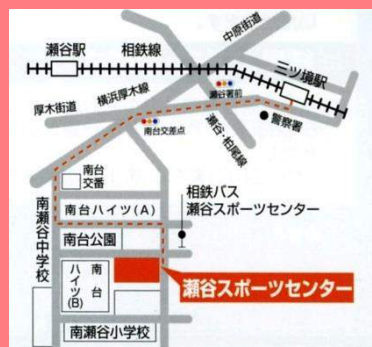 中原街道
瀬谷駅
相鉄線
三ツ境駅
厚木街道
横浜厚木線
瀬谷署前
警察署
南台交差点
瀬谷・柏尾線
南台
交番
相鉄バス
瀬谷スポーツセンター
南瀬谷中学校
南台ハイツ(A)
南台公園
南台
ハイツ(B)
瀬谷スポーツセンター
南瀬谷小学校